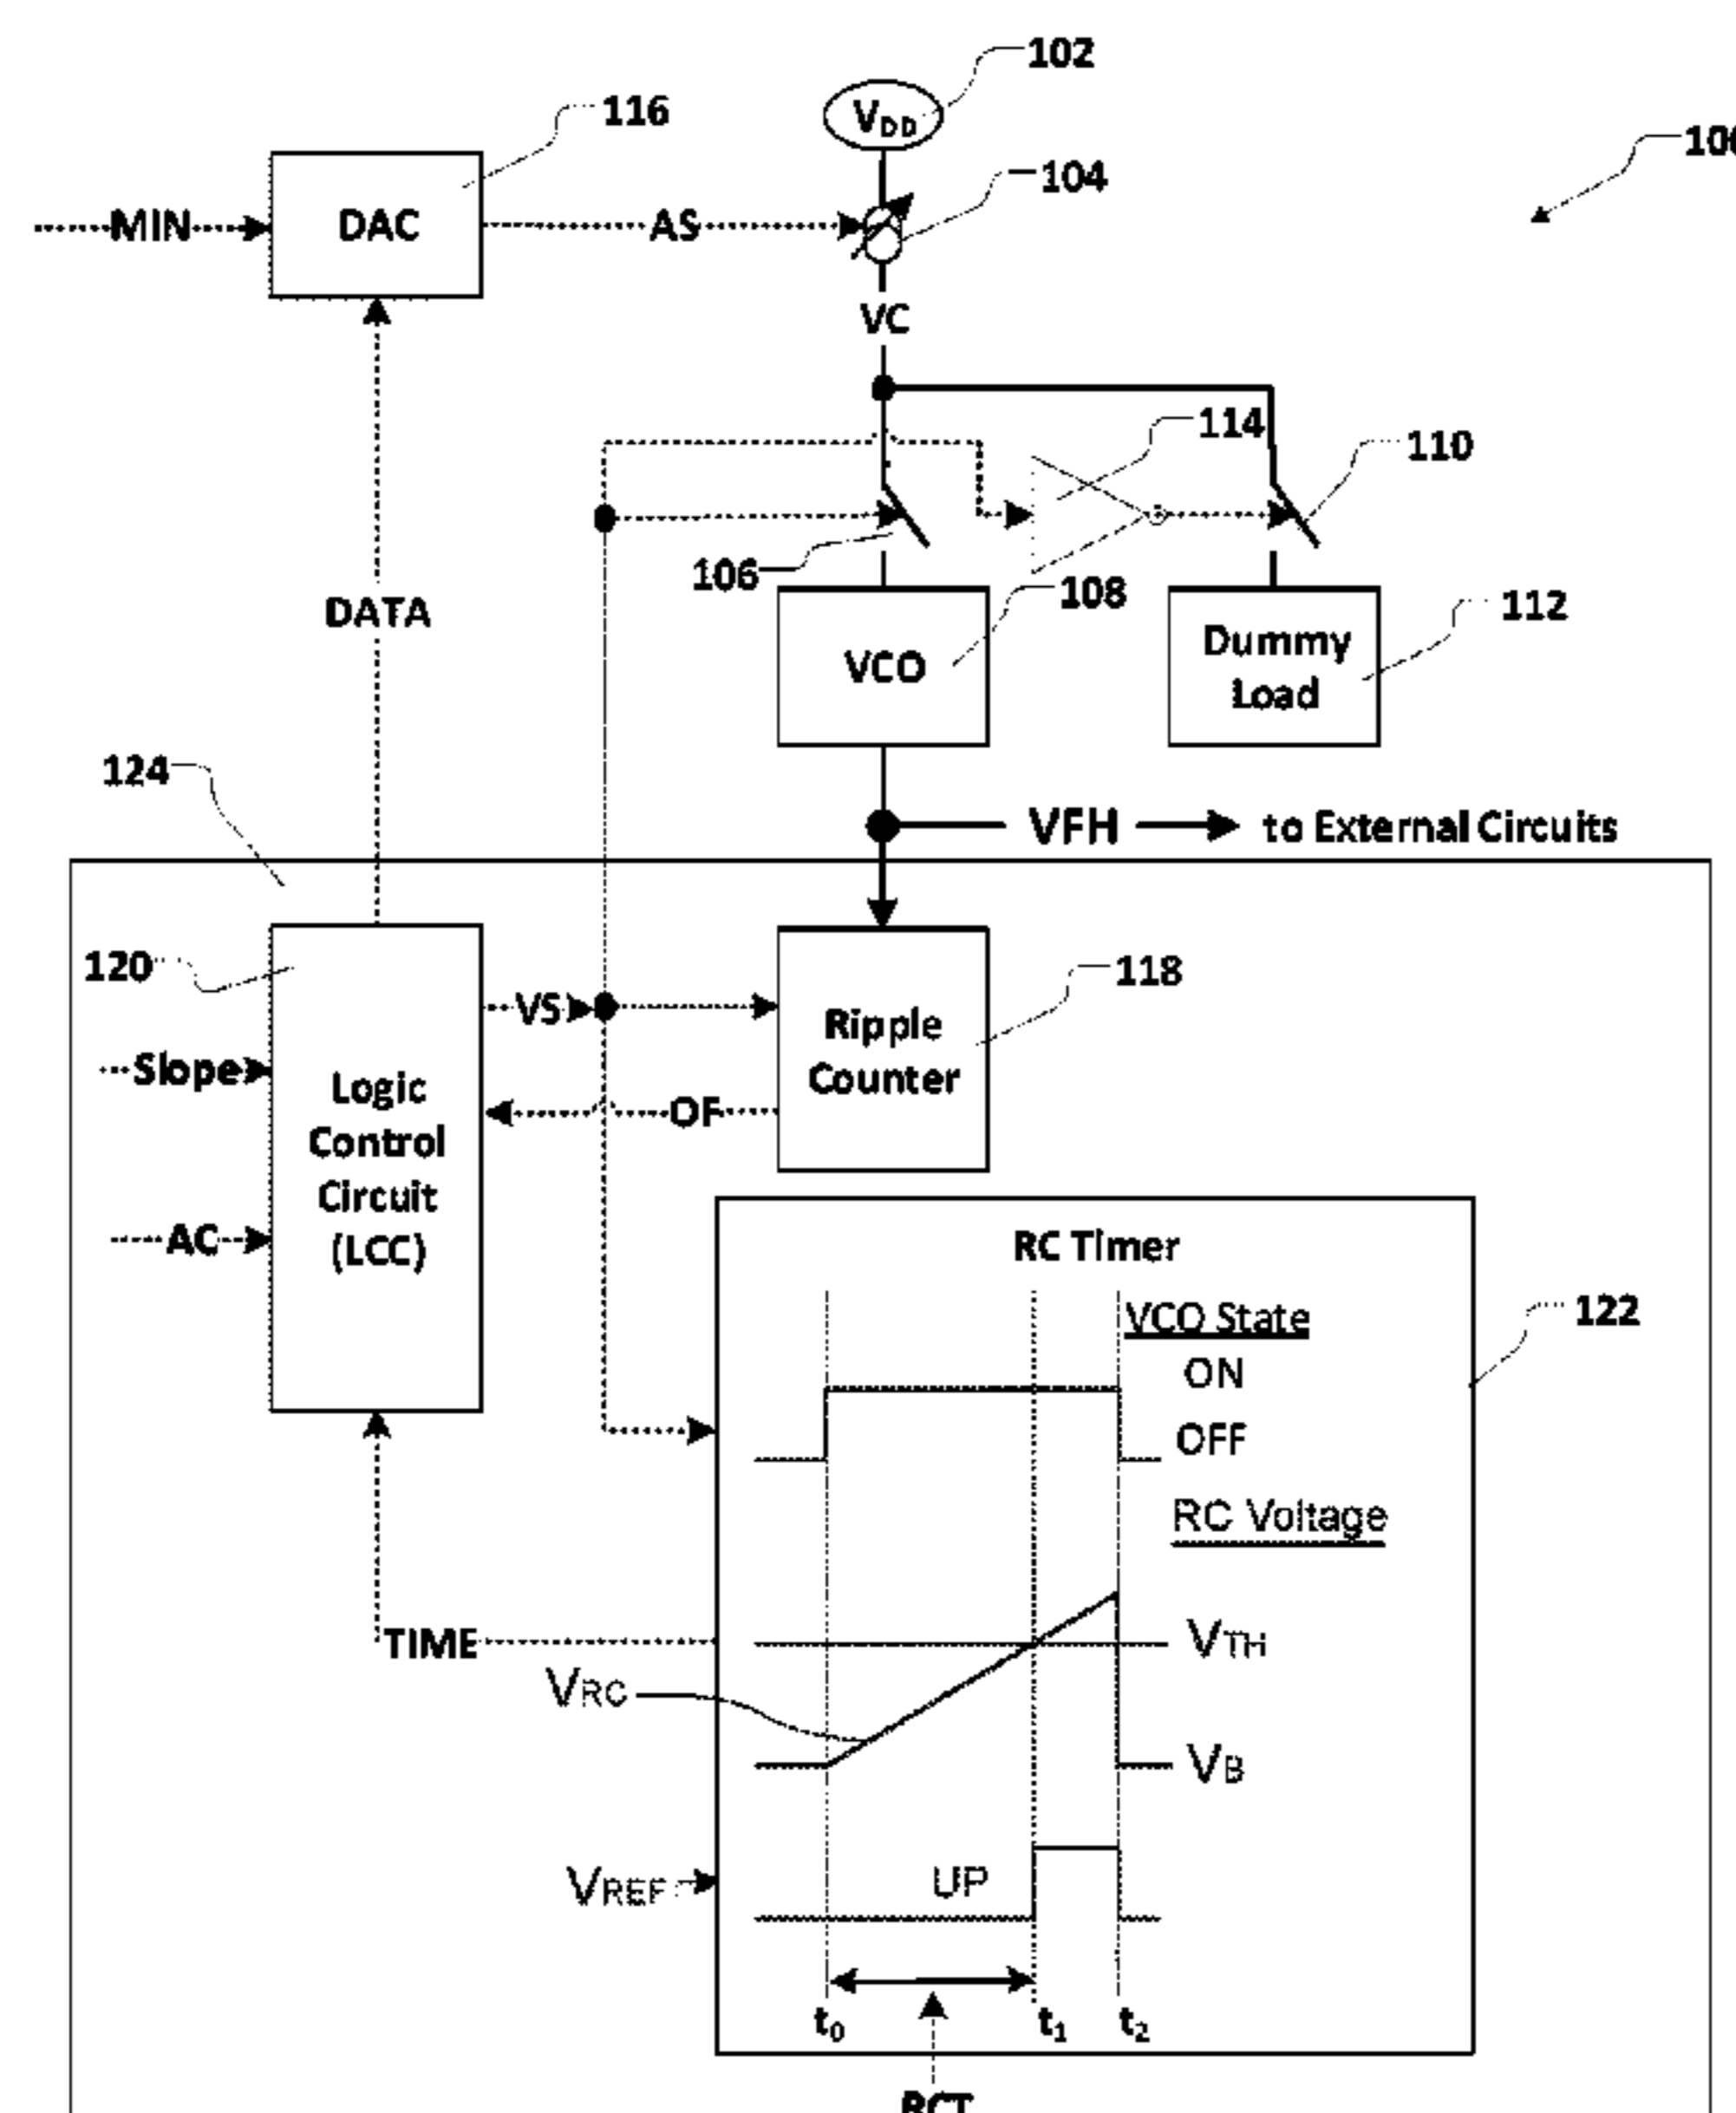 102
116
VDD
104
DAC
MIN
AS
VC
114
110
106
108
112
DATA
VCO
Dummy
Load
124
VFH
to External Circuits
120
118
VS
Ripple
Counter
Slope
Logic
Control
Circuit
(LCC)
OF
AC
RC Timer
122
VCO State
ON
OFF
RC Voltage
TIME
VTH
VRC
VB
VREF
UP
t0
t1
t2
RCT